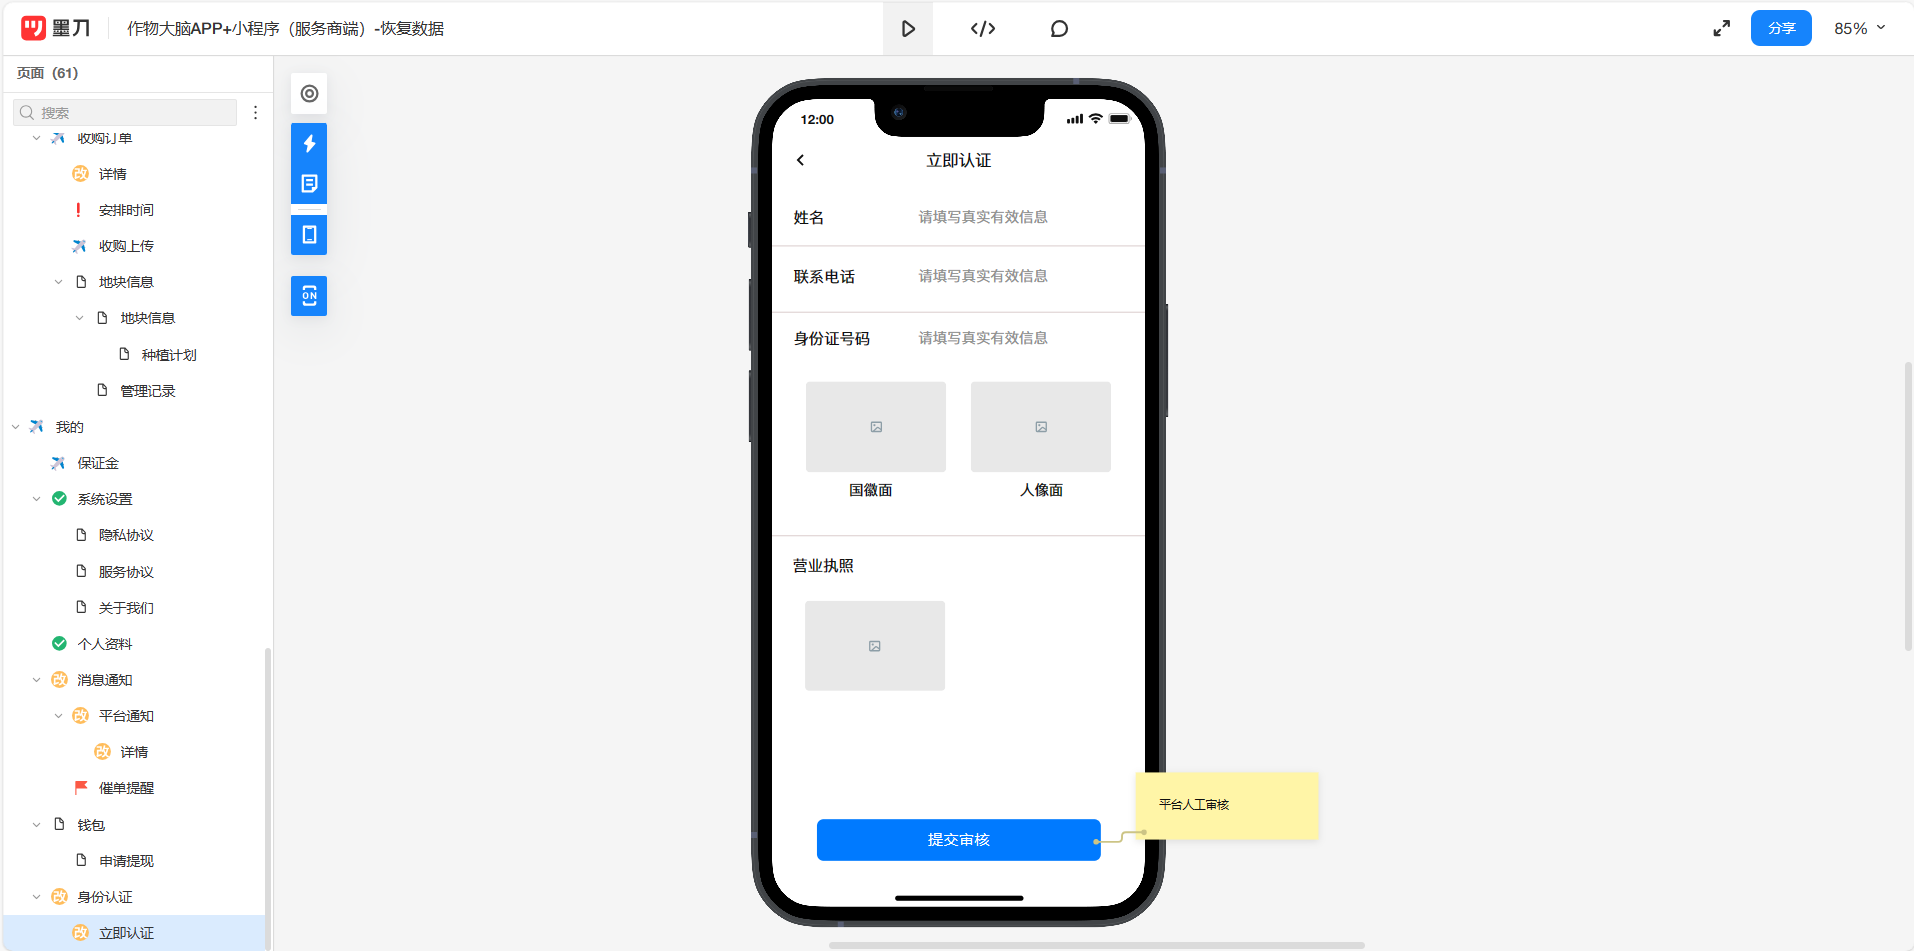 墨刀
作物大脑APP+小程序（服务商端）-恢复数据
分享
85%
页面（61）
搜索
收购订单
改 详情
安排时间
收购上传
地块信息
地块信息
种植计划
管理记录
我的
保证金
系统设置
隐私协议
服务协议
关于我们
个人资料
改 消息通知
改 平台通知
改 详情
催单提醒
钱包
申请提现
改 身份认证
改 立即认证
ON
12:00
立即认证
姓名 请填写真实有效信息
联系电话 请填写真实有效信息
身份证号码 请填写真实有效信息
国徽面 人像面
营业执照
平台人工审核
提交审核